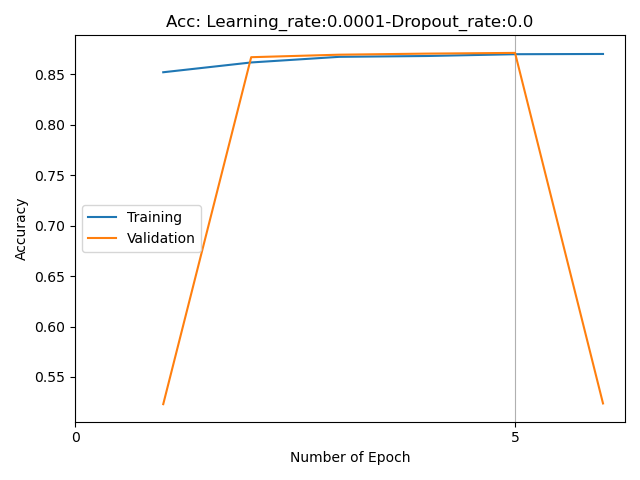 Acc: Learning_rate:0.0001-Dropout_rate:0.0
Accuracy
0.85
0.80
0.75
0.70
0.65
0.60
0.55
Training
Validation
0
5
Number of Epoch